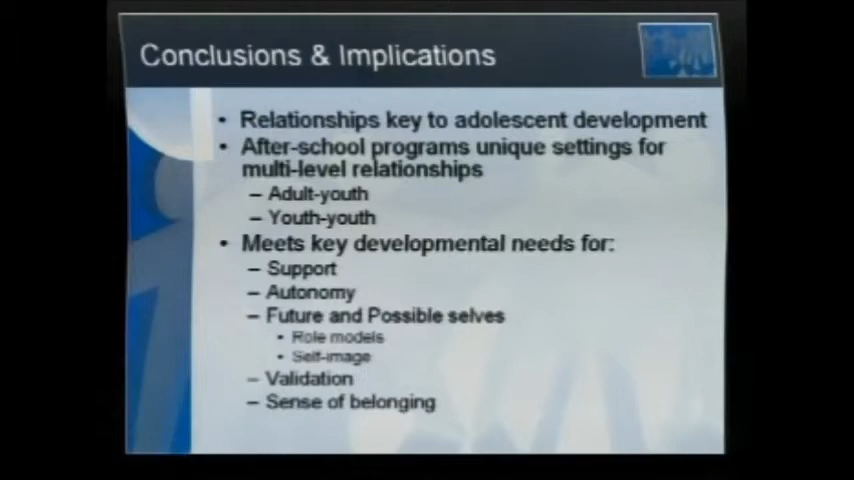 Conclusions & Implications
• Relationships key to adolescent development
• After-school programs unique settings for
multi-level relationships
– Adult-youth
– Youth-youth
• Meets key developmental needs for:
– Support
– Autonomy
– Future and Possible selves
• Role models
• Self-image
– Validation
– Sense of belonging